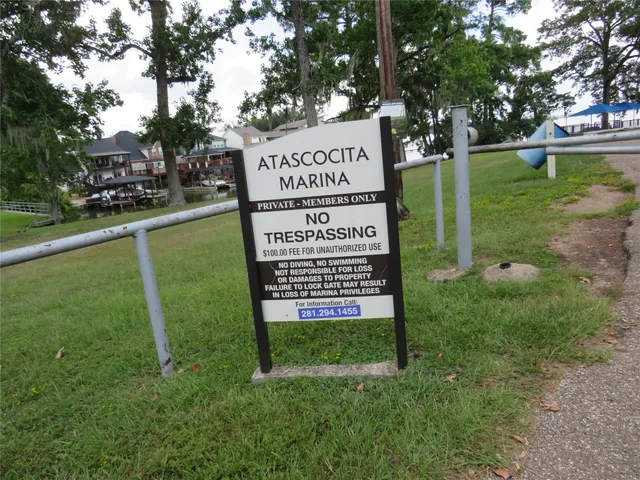 ATASCOCITA
MARINA
PRIVATE - MEMBERS ONLY
NO
TRESPASSING
$100.00 FEE FOR UNAUTHORIZED USE
NO DIVING, NO SWIMMING
NOT RESPONSIBLE FOR LOSS
OR DAMAGES TO PROPERTY
FAILURE TO LOCK GATE MAY RESULT
IN LOSS OF MARINA PRIVILEGES
For Information Call:
281.294.1455